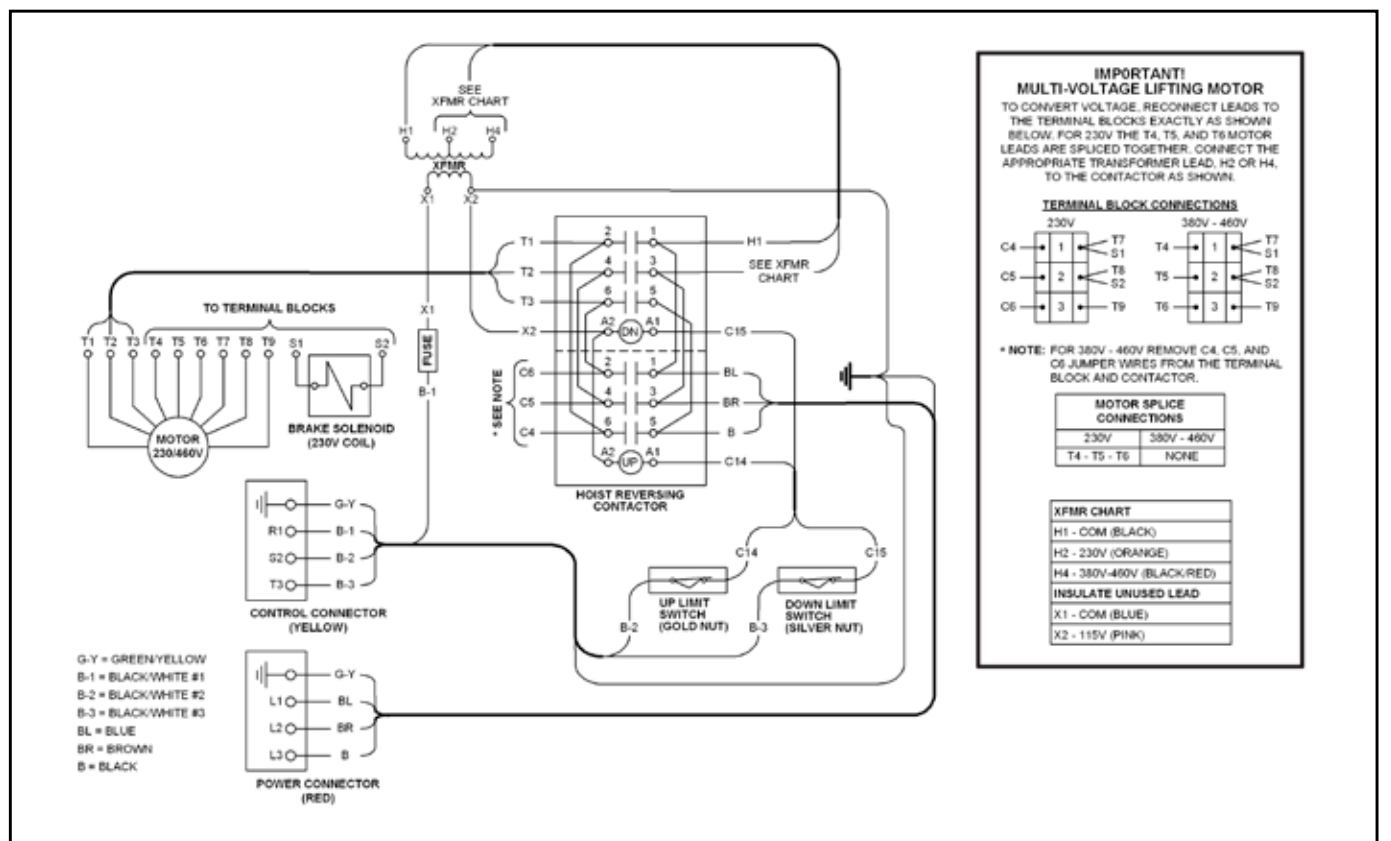 SEE
XFMR CHART
H1
H2
H4
XFMR
X1
X2
T1
T2
T3
X2
2
1
4
3
6
5
A2
DN
A1
H1
SEE XFMR
CHART
C15
X1
FUSE
B-1
* SEE NOTE
C6
C5
C4
2
1
4
3
6
5
A2
UP
A1
BL
BR
B
C14
HOIST REVERSING
CONTACTOR
TO TERMINAL BLOCKS
T1
T2
T3
T4
T5
T6
T7
T8
T9
S1
S2
MOTOR
230/460V
BRAKE SOLENOID
(230V COIL)
G-Y
R1
B-1
S2
B-2
T3
B-3
CONTROL CONNECTOR
(YELLOW)
C14
C15
UP LIMIT
SWITCH
(GOLD NUT)
DOWN LIMIT
SWITCH
(SILVER NUT)
B-2
B-3
G-Y = GREEN/YELLOW
B-1 = BLACK/WHITE #1
B-2 = BLACK/WHITE #2
B-3 = BLACK/WHITE #3
BL = BLUE
BR = BROWN
B = BLACK
G-Y
L1
BL
L2
BR
L3
B
POWER CONNECTOR
(RED)
IMPORTANT!
MULTI-VOLTAGE LIFTING MOTOR
TO CONVERT VOLTAGE, RECONNECT LEADS TO
THE TERMINAL BLOCKS EXACTLY AS SHOWN
BELOW. FOR 230V THE T4, T5, AND T6 MOTOR
LEADS ARE SPLICED TOGETHER. CONNECT THE
APPROPRIATE TRANSFORMER LEAD, H2 OR H4,
TO THE CONTACTOR AS SHOWN.
TERMINAL BLOCK CONNECTIONS
230V
C4 1 T7
S1
C5 2 T8
S2
C6 3 T9
380V - 460V
T4 1 T7
S1
T5 2 T8
S2
T6 3 T9
* NOTE: FOR 380V - 460V REMOVE C4, C5, AND
C6 JUMPER WIRES FROM THE TERMINAL
BLOCK AND CONTACTOR.
MOTOR SPLICE
CONNECTIONS
230V 380V - 460V
T4 - T5 - T6 NONE
XFMR CHART
H1 - COM (BLACK)
H2 - 230V (ORANGE)
H4 - 380V-460V (BLACK/RED)
INSULATE UNUSED LEAD
X1 - COM (BLUE)
X2 - 115V (PINK)